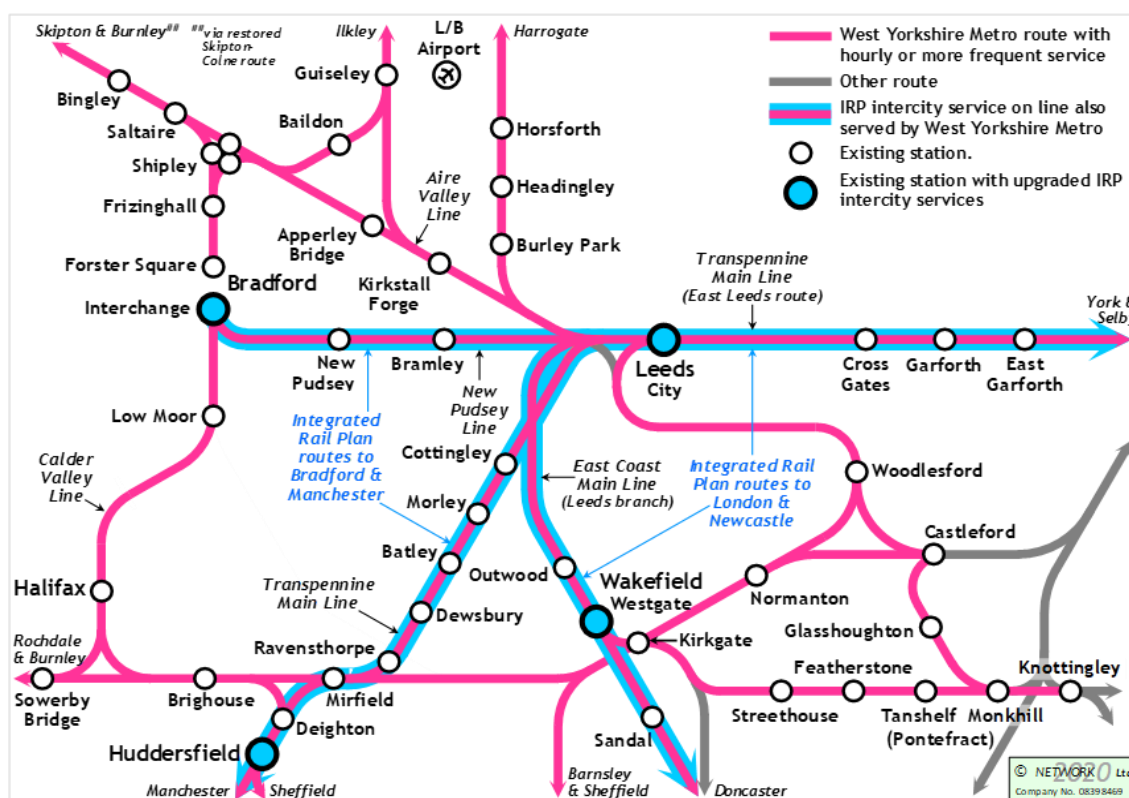 Skipton & Burnley##
##via restored
Skipton-
Colne route
Ilkley
L/B
Airport
Harrogate
West Yorkshire Metro route with
hourly or more frequent service
Other route
IRP intercity service on line also
served by West Yorkshire Metro
Existing station.
Existing station with upgraded IRP
intercity services
Guiseley
Bingley
Saltaire
Baildon
Horsforth
Shipley
Aire
Valley
Line
Headingley
Frizinghall
Apperley
Bridge
Burley Park
Forster Square
Kirkstall
Forge
Transpennine
Main Line
(East Leeds route)
Bradford
Interchange
York &
Selby
New
Pudsey
Bramley
Leeds
City
Cross
Gates
Garforth
East
Garforth
New
Pudsey
Line
Low Moor
Integrated
Rail Plan
routes to
Bradford &
Manchester
Calder
Valley
Line
Cottingley
East Coast
Main Line
(Leeds branch)
Integrated Rail
Plan routes to
London &
Newcastle
Woodlesford
Morley
Castleford
Batley
Outwood
Wakefield
Westgate
Normanton
Transpennine
Main Line
Halifax
Dewsbury
Kirkgate
Glasshoughton
Rochdale
& Burnley
Ravensthorpe
Featherstone
Knottingley
Sowerby
Bridge
Brighouse
Mirfield
Streethouse
Tanshelf
(Pontefract)
Monkhill
Deighton
Sandal
Huddersfield
Manchester
Sheffield
Barnsley
& Sheffield
Doncaster
© NETWORK 2020 Ltd
Company No. 08398469